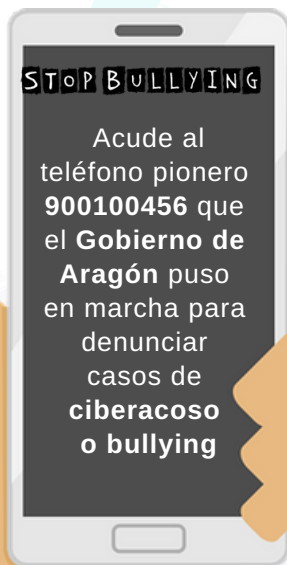 STOP BULLYING
Acude al
teléfono pionero
900100456 que
el Gobierno de
Aragón puso
en marcha para
denunciar
casos de
ciberacoso
o bullying